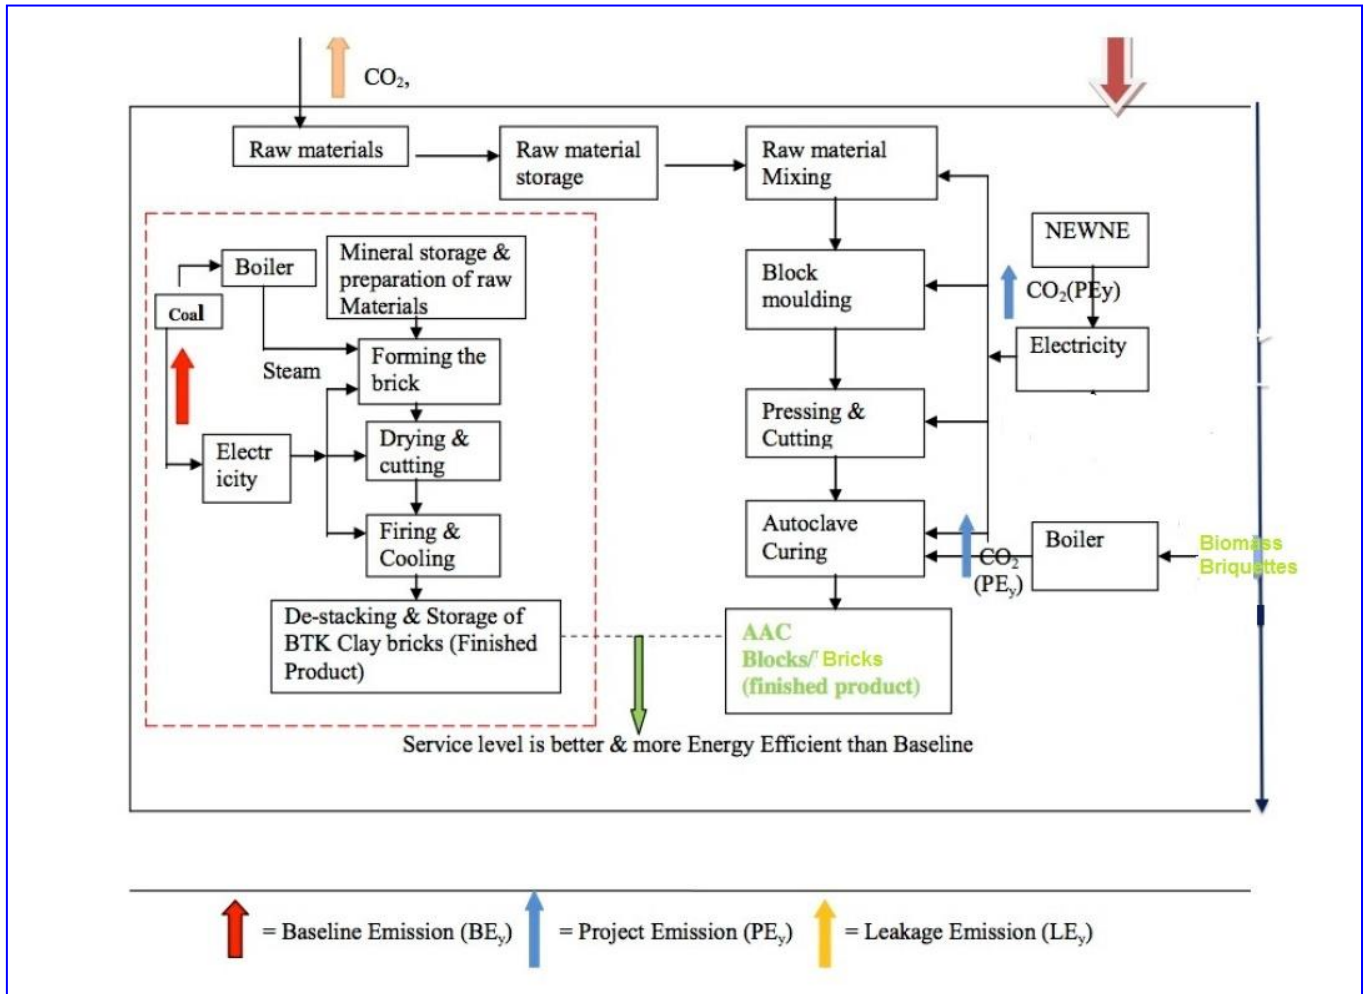 CO₂,
Raw materials
Raw material
storage
Raw material
Mixing
NEWNE
Boiler
Mineral storage &
preparation of raw
Materials
Block
moulding
CO₂(PEy)
Coal
Electricity
Steam
Forming the
brick
Pressing &
Cutting
Electr
icity
Drying &
cutting
Autoclave
Curing
Boiler
Biomass
Briquettes
CO₂
(PEy)
Firing &
Cooling
De-stacking & Storage of
BTK Clay bricks (Finished
Product)
AAC
Blocks/ Bricks
(finished product)
Service level is better & more Energy Efficient than Baseline
= Baseline Emission (BEy)
= Project Emission (PEy)
= Leakage Emission (LEy)